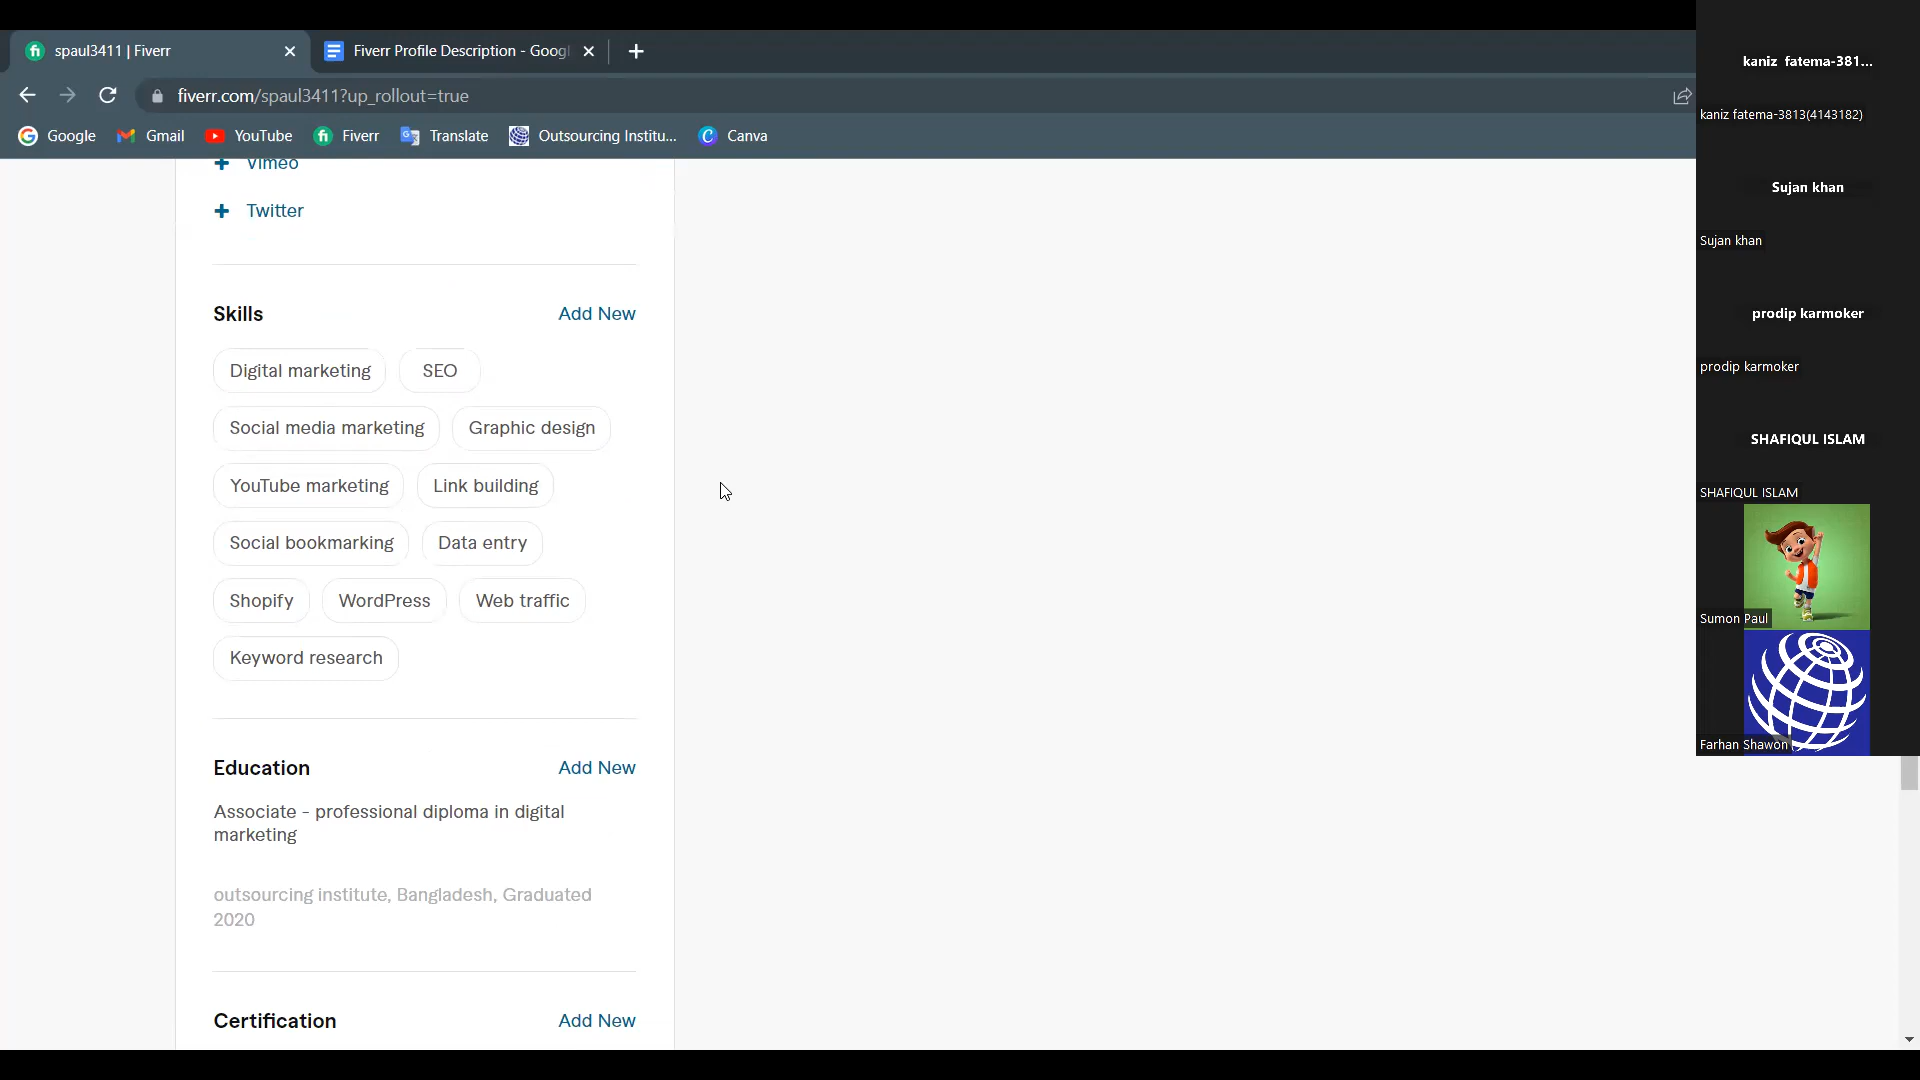 spaul3411 | Fiverr
Fiverr Profile Description - Googl
fiverr.com/spaul3411?up_rollout=true
Google
Gmail
YouTube
Fiverr
Translate
Outsourcing Institu...
Canva
Vimeo
Twitter
Skills
Add New
Digital marketing
SEO
Social media marketing
Graphic design
YouTube marketing
Link building
Social bookmarking
Data entry
Shopify
WordPress
Web traffic
Keyword research
Education
Add New
Associate - professional diploma in digital
marketing
outsourcing institute, Bangladesh, Graduated
2020
Certification
Add New
kaniz fatema-381...
kaniz fatema-3813(4143182)
Sujan khan
Sujan khan
prodip karmoker
prodip karmoker
SHAFIQUL ISLAM
SHAFIQUL ISLAM
Sumon Paul
Farhan Shawon